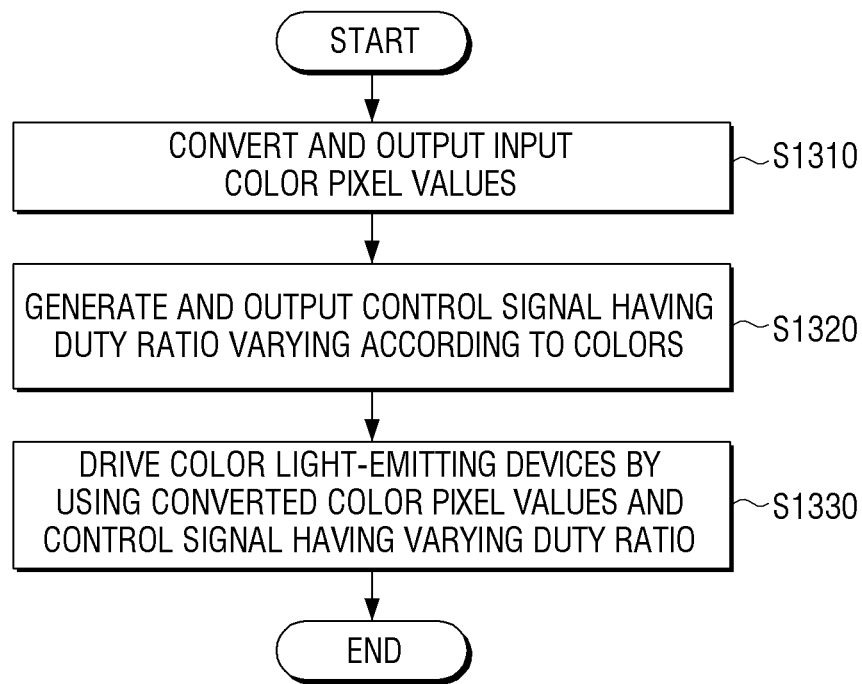 START
CONVERT AND OUTPUT INPUT
COLOR PIXEL VALUES
S1310
GENERATE AND OUTPUT CONTROL SIGNAL HAVING
DUTY RATIO VARYING ACCORDING TO COLORS
S1320
DRIVE COLOR LIGHT-EMITTING DEVICES BY
USING CONVERTED COLOR PIXEL VALUES AND
CONTROL SIGNAL HAVING VARYING DUTY RATIO
S1330
END